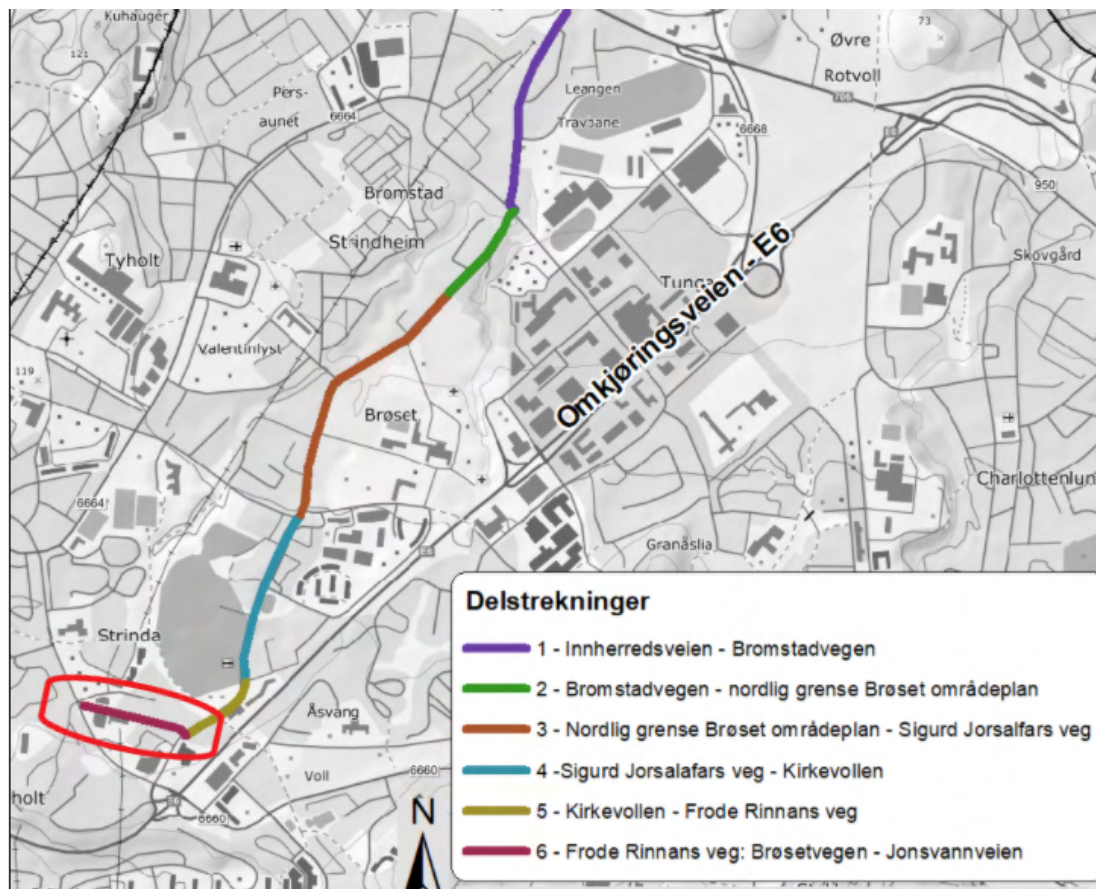 Kuhauger
121
73
Øvre
Rotvoll
Leangen
Travbane
Pers-
aunet
6664
706
E6
6668
950
Bromstad
Strindheim
Tyholt
Skovgård
Tunga
Omkjøringsveien - E6
Valentinlyst
119
Brøset
Charlottenlun
6664
E6
Granåslia
Strinda
Åsvang
Voll
6660
holt
E6
6660
N
Delstrekninger
1 - Innherredsveien - Bromstadvegen
2 - Bromstadvegen - nordlig grense Brøset områdeplan
3 - Nordlig grense Brøset områdeplan - Sigurd Jorsalfars veg
4 -Sigurd Jorsalafars veg - Kirkevollen
5 - Kirkevollen - Frode Rinnans veg
6 - Frode Rinnans veg: Brøsetvegen - Jonsvannveien